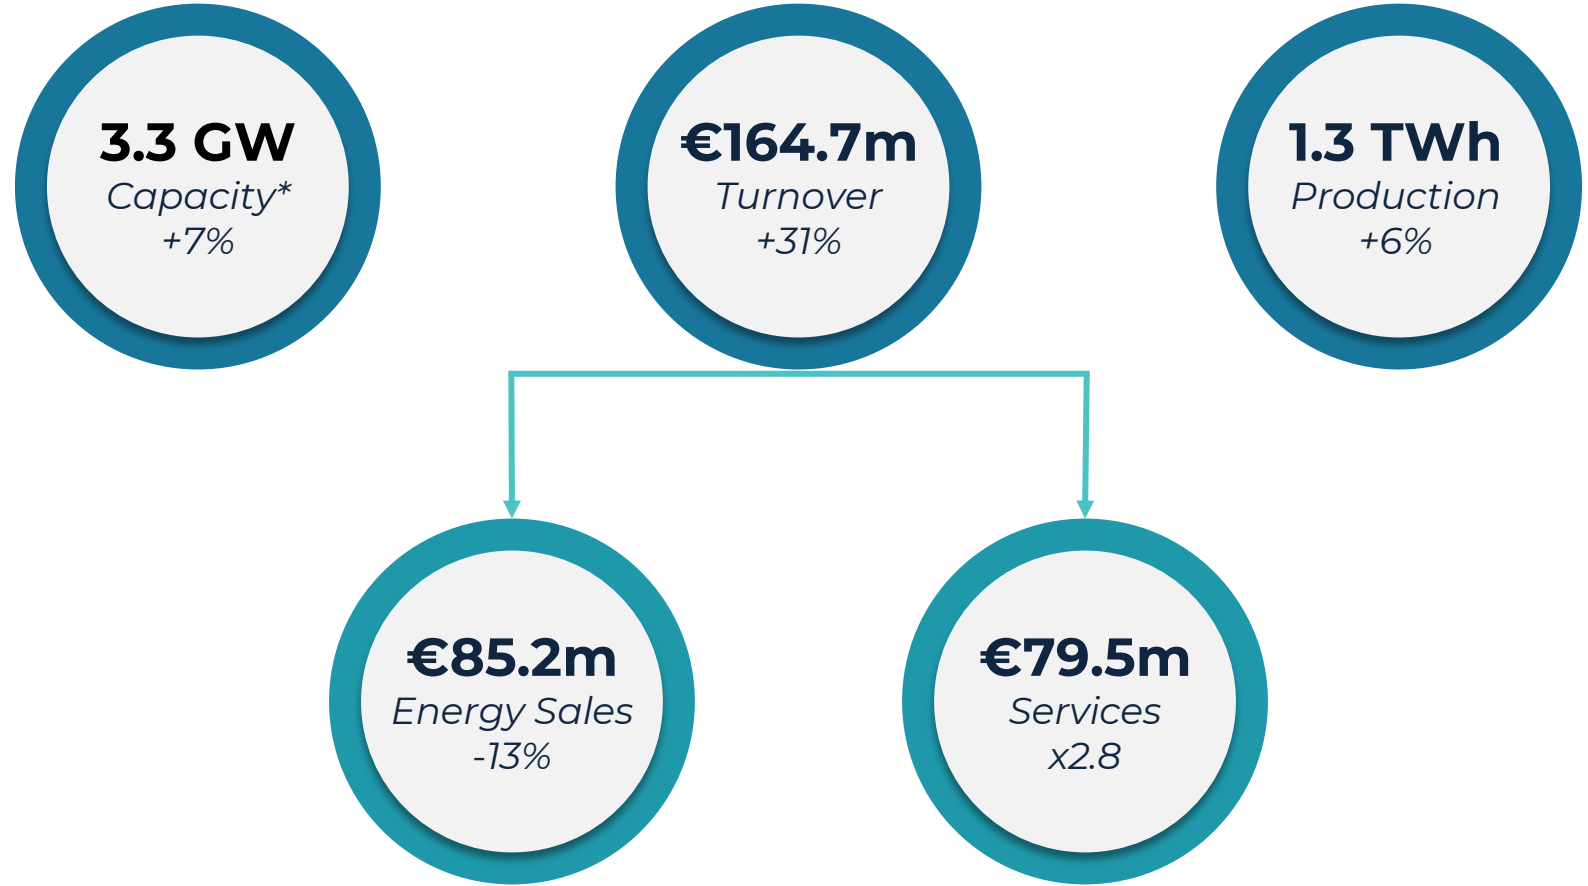 3.3 GW
Capacity*
+7%
€164.7m
Turnover
+31%
1.3 TWh
Production
+6%
€85.2m
Energy Sales
-13%
€79.5m
Services
x2.8